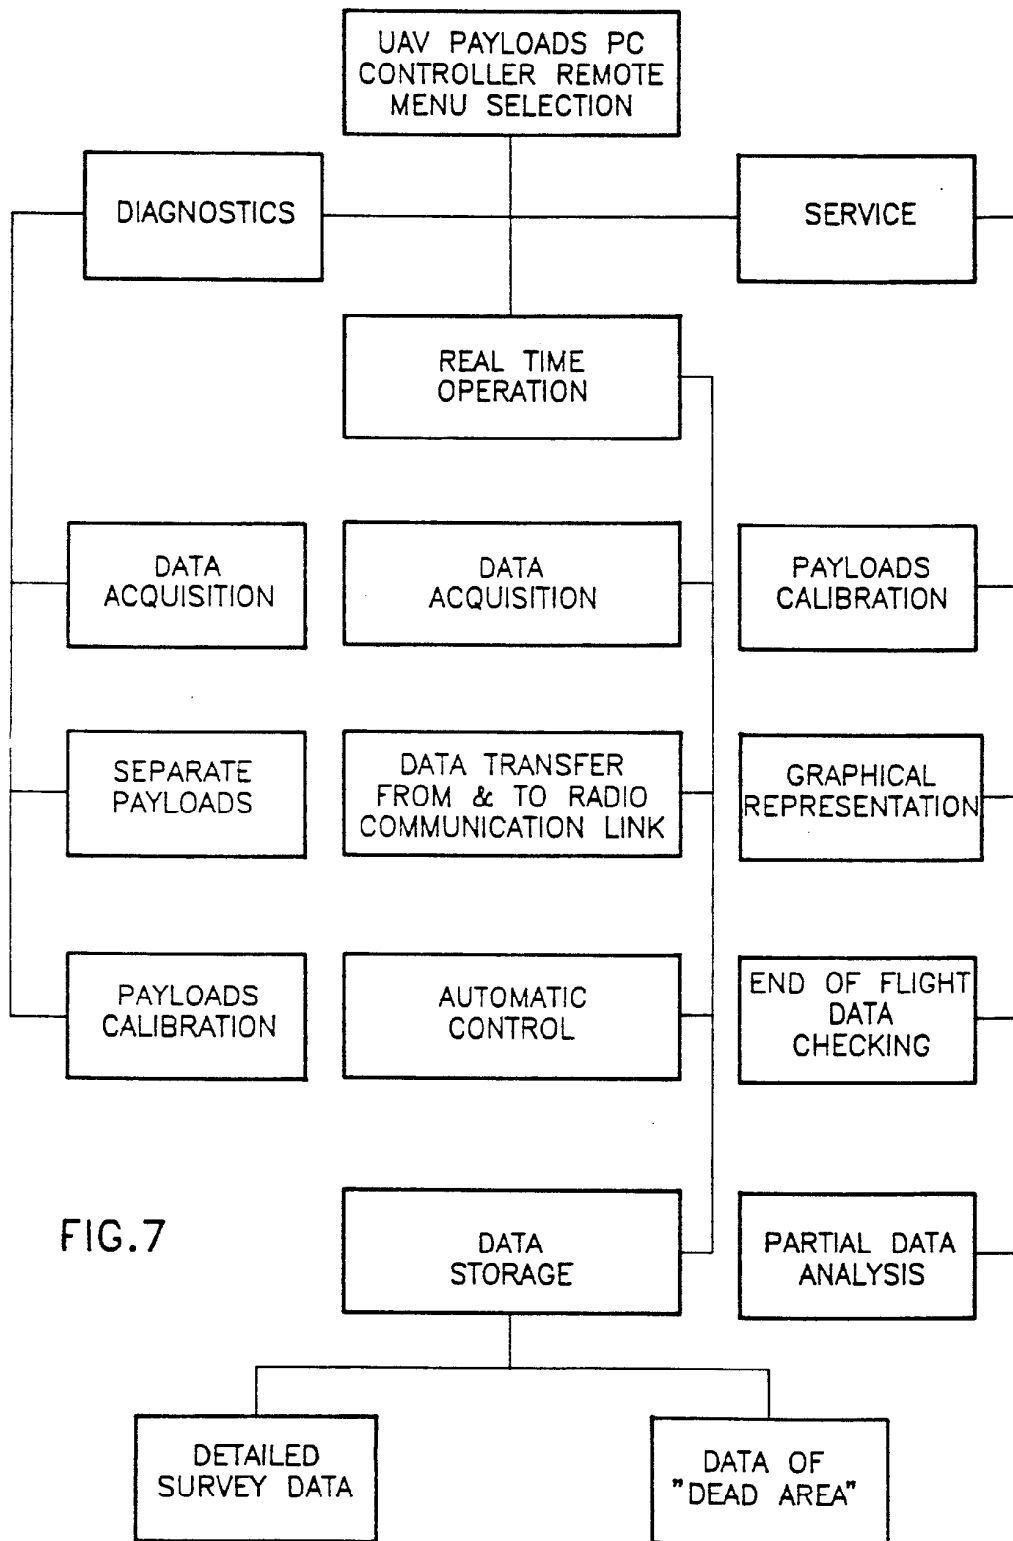 UAV PAYLOADS PC
CONTROLLER REMOTE
MENU SELECTION
DIAGNOSTICS
SERVICE
REAL TIME
OPERATION
DATA
ACQUISITION
DATA
ACQUISITION
PAYLOADS
CALIBRATION
SEPARATE
PAYLOADS
DATA TRANSFER
FROM & TO RADIO
COMMUNICATION LINK
GRAPHICAL
REPRESENTATION
PAYLOADS
CALIBRATION
AUTOMATIC
CONTROL
END OF FLIGHT
DATA
CHECKING
FIG.7
DATA
STORAGE
PARTIAL DATA
ANALYSIS
DETAILED
SURVEY DATA
DATA OF
"DEAD AREA"